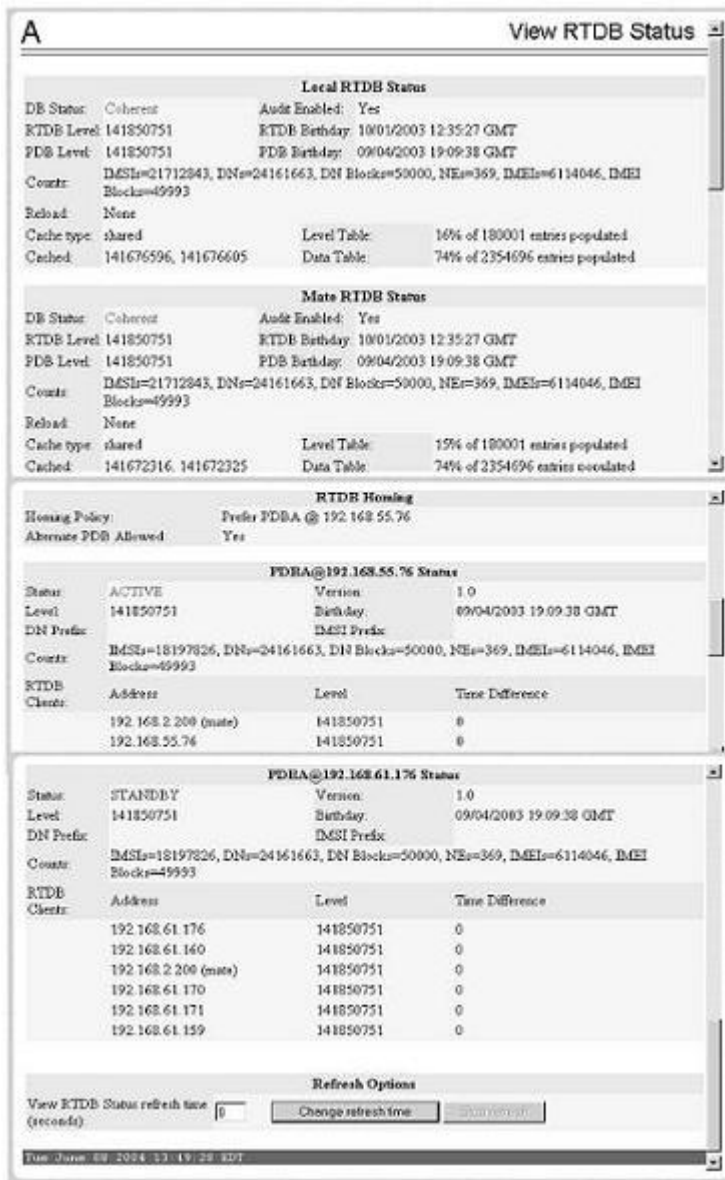 A View RTDB Status
Local RTDB Status
DB Status: Coherent Audit Enabled: Yes
RTDB Level: 141850751 RTDB Birthday: 10/01/2003 12:35:27 GMT
PDB Level: 141850751 PDB Birthday: 09/04/2003 19:09:38 GMT
Counts: IMSIs=21712843, DNs=24161663, DN Blocks=50000, NEs=369, IMEIs=6114046, IMEI
Blocks=49993
Reload: None
Cache type: shared Level Table: 16% of 180001 entries populated
Cached: 141676596, 141676605 Data Table: 74% of 2354696 entries populated
Mate RTDB Status
DB Status: Coherent Audit Enabled: Yes
RTDB Level: 141850751 RTDB Birthday: 10/01/2003 12:35:27 GMT
PDB Level: 141850751 PDB Birthday: 09/04/2003 19:09:38 GMT
Counts: IMSIs=21712843, DNs=24161663, DN Blocks=50000, NEs=369, IMEIs=6114046, IMEI
Blocks=49993
Reload: None
Cache type: shared Level Table: 15% of 180001 entries populated
Cached: 141672316, 141672325 Data Table: 74% of 2354696 entries populated
RTDB Homing
Homing Policy: Prefer PDBA @ 192.168.55.76
Alternate PDB Allowed Yes
PDBA@192.168.55.76 Status
Status: ACTIVE Version: 1.0
Level: 141850751 Birthday: 09/04/2003 19:09:38 GMT
DN Prefix: IMSI Prefix:
Counts: IMSIs=18197826, DNs=24161663, DN Blocks=50000, NEs=369, IMEIs=6114046, IMEI
Blocks=49993
RTDB
Clients: Address Level Time Difference
192.168.2.200 (mate) 141850751 0
192.168.55.76 141850751 0
PDBA@192.168.61.176 Status
Status: STANDBY Version: 1.0
Level: 141850751 Birthday: 09/04/2003 19:09:38 GMT
DN Prefix: IMSI Prefix:
Counts: IMSIs=18197826, DNs=24161663, DN Blocks=50000, NEs=369, IMEIs=6114046, IMEI
Blocks=49993
RTDB
Clients: Address Level Time Difference
192.168.61.176 141850751 0
192.168.61.160 141850751 0
192.168.2.200 (mate) 141850751 0
192.168.61.170 141850751 0
192.168.61.171 141850751 0
192.168.61.159 141850751 0
Refresh Options
View RTDB Status refresh time
(seconds): 0 Change refresh time
Tue June 08 2004 13:49:28 EDT